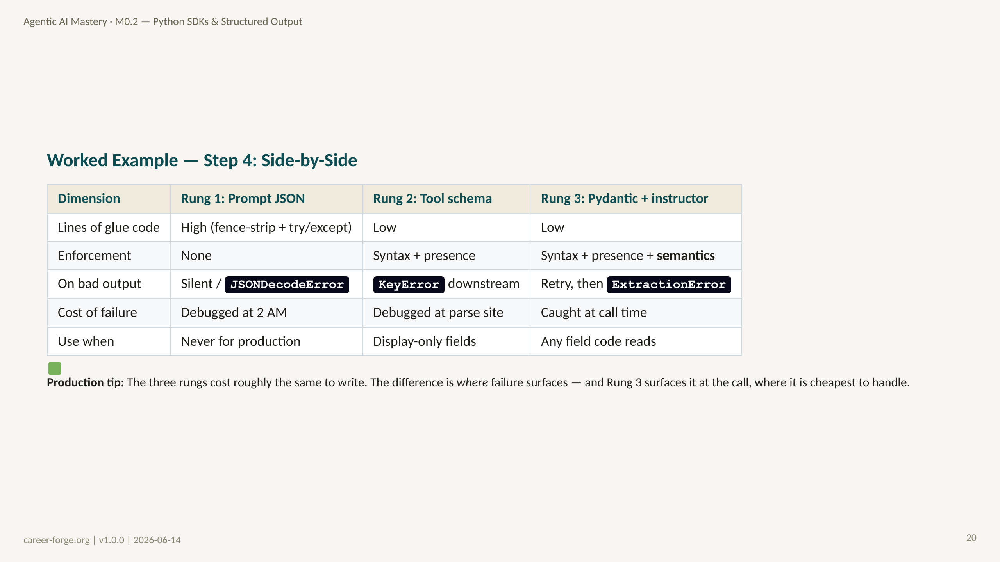 Agentic AI Mastery · M0.2 — Python SDKs & Structured Output
Worked Example — Step 4: Side-by-Side
Dimension Rung 1: Prompt JSON Rung 2: Tool schema Rung 3: Pydantic + instructor
Lines of glue code High (fence-strip + try/except) Low Low
Enforcement None Syntax + presence Syntax + presence + semantics
On bad output Silent / JSONDecodeError KeyError downstream Retry, then ExtractionError
Cost of failure Debugged at 2 AM Debugged at parse site Caught at call time
Use when Never for production Display-only fields Any field code reads
Production tip: The three rungs cost roughly the same to write. The difference is where failure surfaces — and Rung 3 surfaces it at the call, where it is cheapest to handle.
career-forge.org | v1.0.0 | 2026-06-14
20